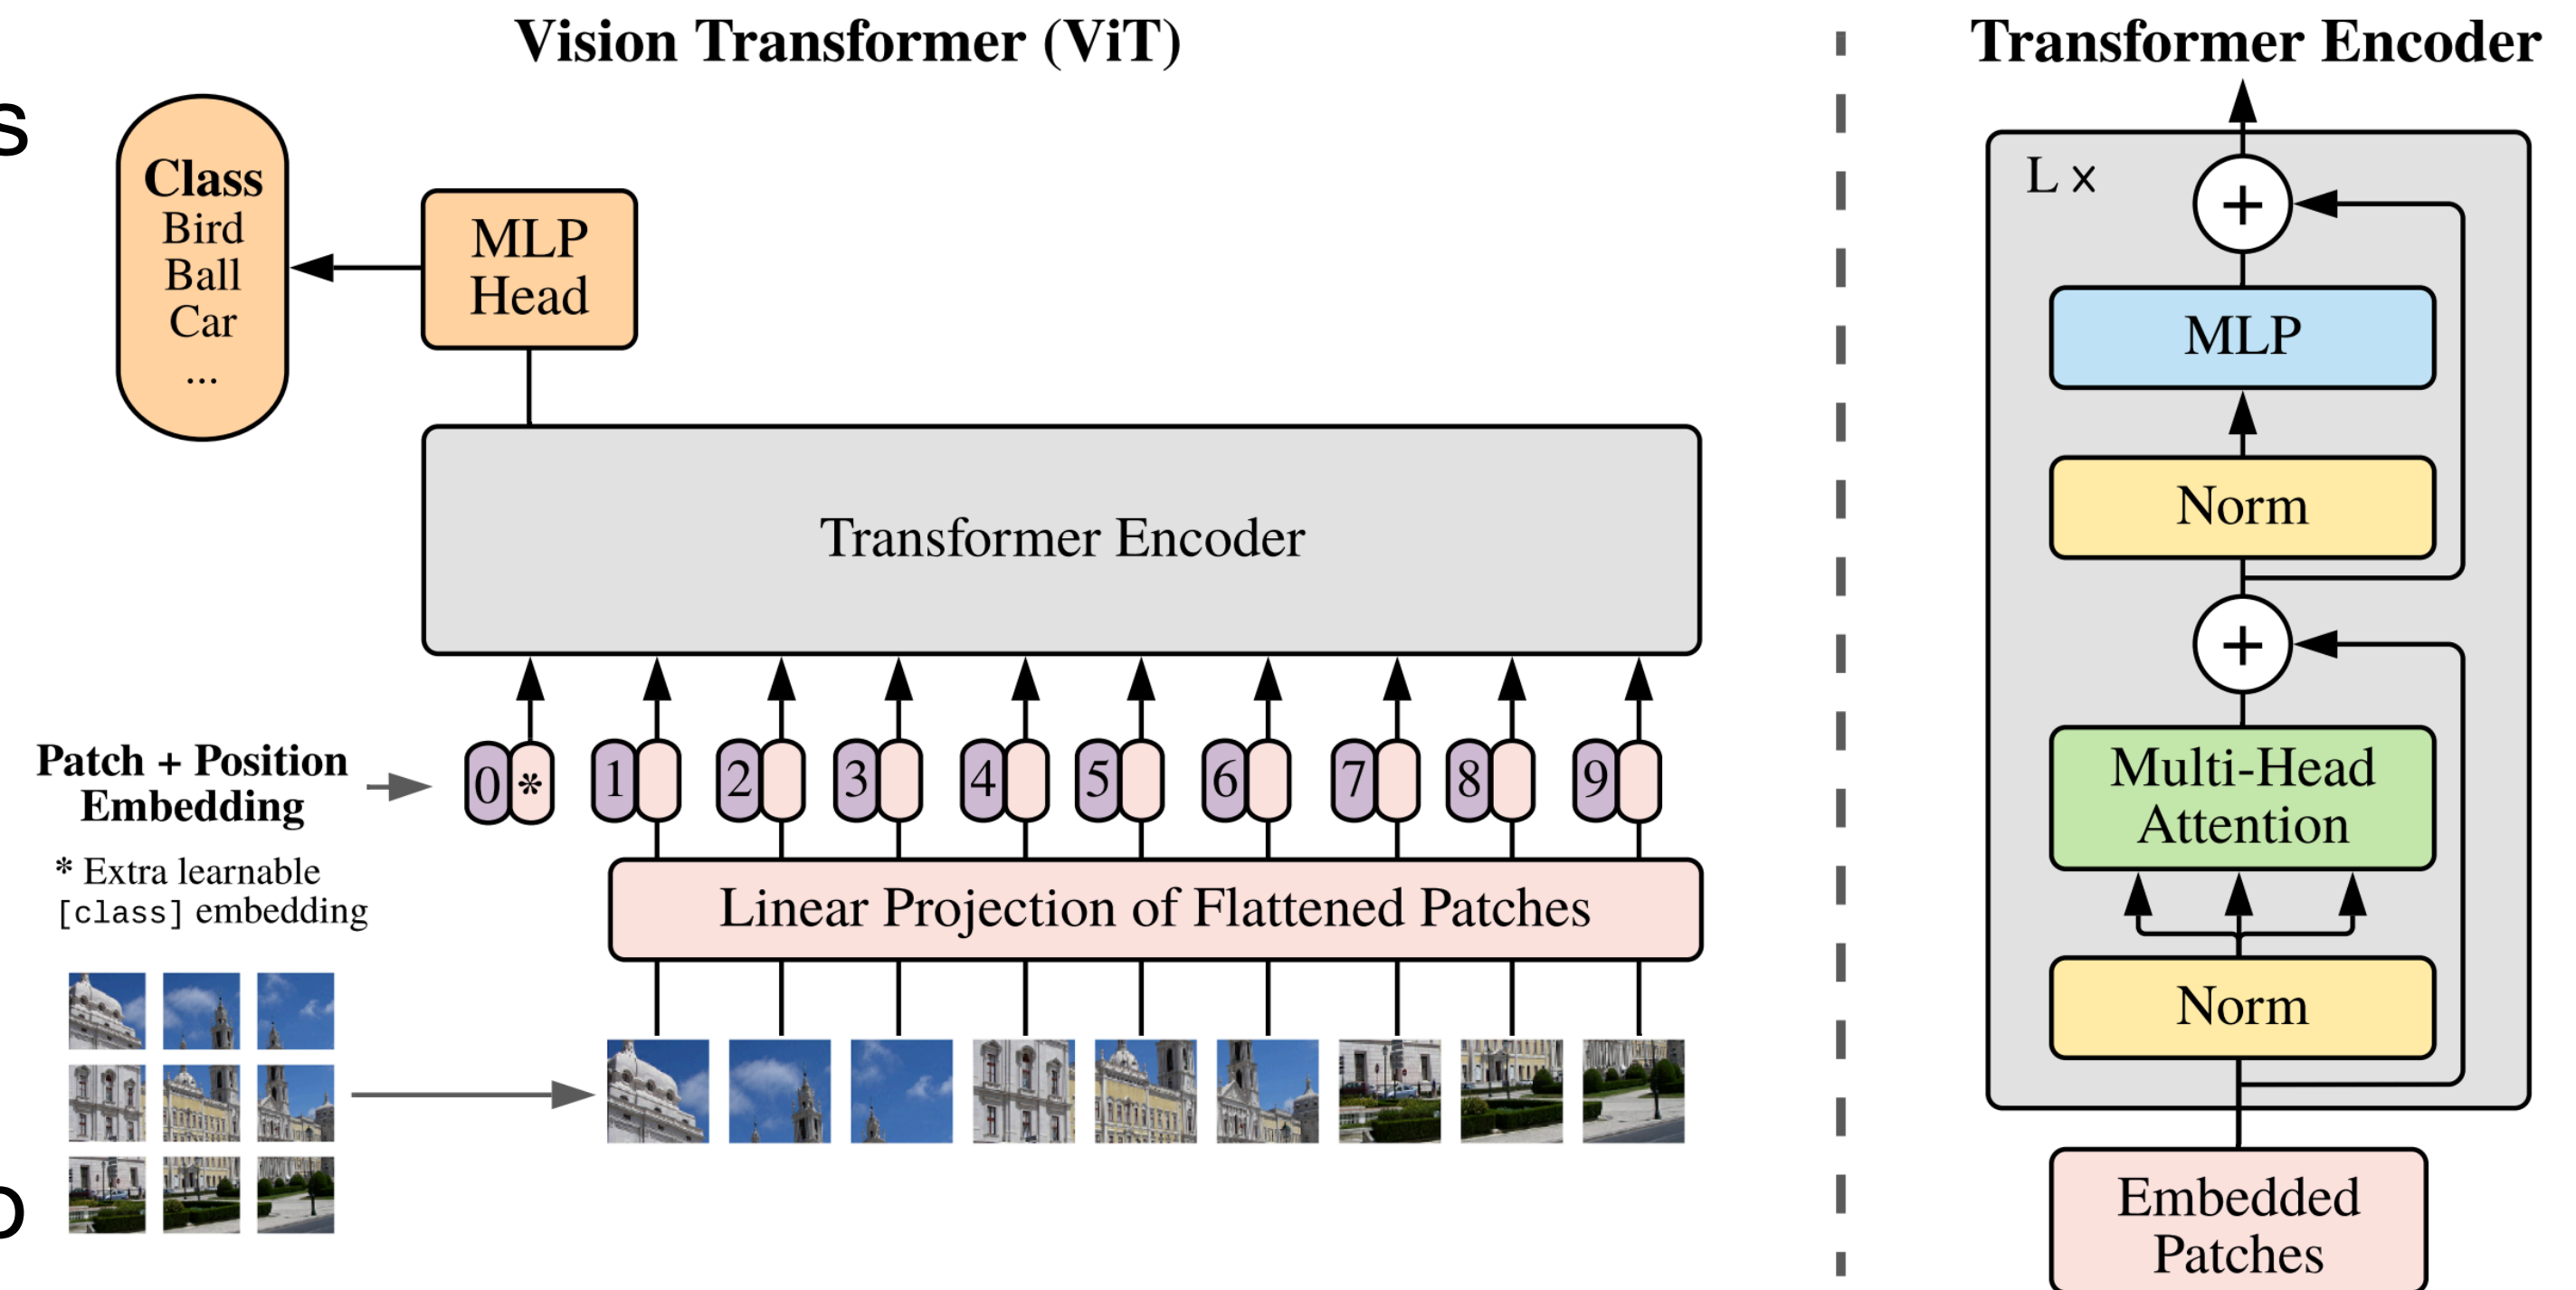 Vision Transformer (ViT)
s
Class
Bird
Ball
Car
...
MLP
Head
Transformer Encoder
Patch + Position
Embedding
* Extra learnable
[class] embedding
0 * 1 2 3 4 5 6 7 8 9
Linear Projection of Flattened Patches
Transformer Encoder
L ×
+
MLP
Norm
+
Multi-Head
Attention
Norm
Embedded
Patches